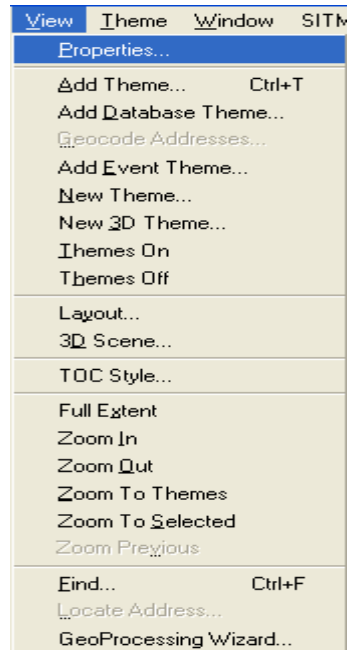 View Theme Window SITM
Properties...
Add Theme... Ctrl+T
Add Database Theme...
Geocode Addresses...
Add Event Theme...
New Theme...
New 3D Theme...
Themes On
Themes Off
Layout...
3D Scene...
TOC Style...
Full Extent
Zoom In
Zoom Out
Zoom To Themes
Zoom To Selected
Zoom Previous
Find... Ctrl+F
Locate Address...
GeoProcessing Wizard...